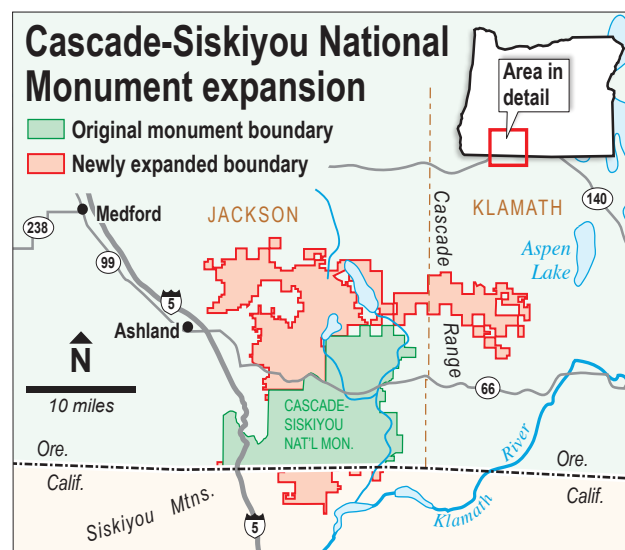 Cascade-Siskiyou National
Monument expansion
Original monument boundary
Newly expanded boundary
Area in
detail
238
Medford
99
JACKSON
Cascade
Range
KLAMATH
140
Aspen
Lake
5
Ashland
N
10 miles
66
CASCADE-
SISKIYOU
NAT'L MON.
Ore.
Calif.
Siskiyou Mtns.
5
Klamath
River
Ore.
Calif.